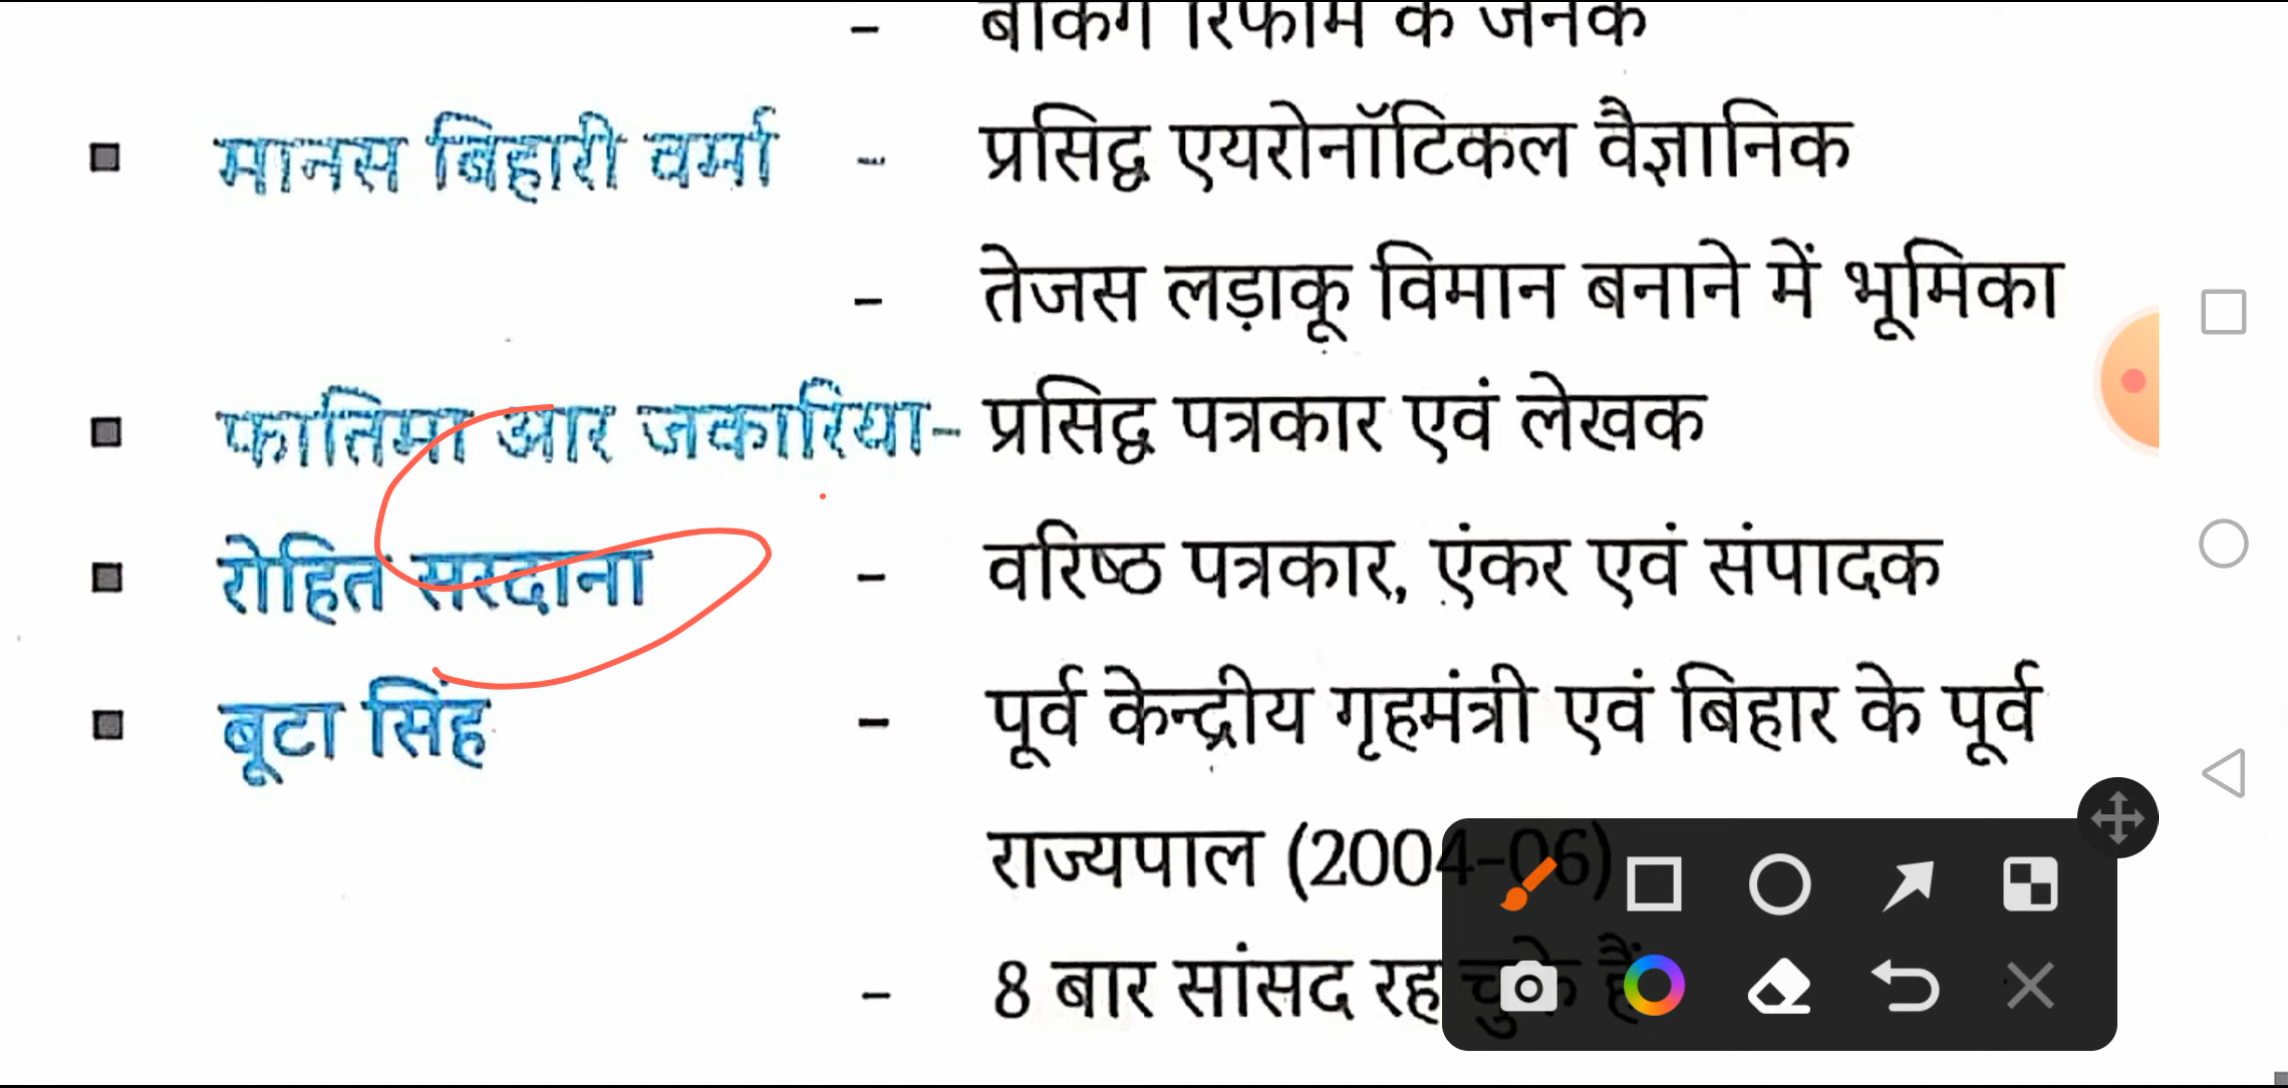 - बैंकिंग रिफॉर्म के जनक
▪ मानस बिहारी वर्मा - प्रसिद्ध एयरोनॉटिकल वैज्ञानिक
- तेजस लड़ाकू विमान बनाने में भूमिका
▪ फातिमा आर जकारिया- प्रसिद्ध पत्रकार एवं लेखक
▪ रोहित सरदाना - वरिष्ठ पत्रकार, एंकर एवं संपादक
▪ बूटा सिंह - पूर्व केन्द्रीय गृहमंत्री एवं बिहार के पूर्व
राज्यपाल (2004-06)
- 8 बार सांसद रह चुके हैं